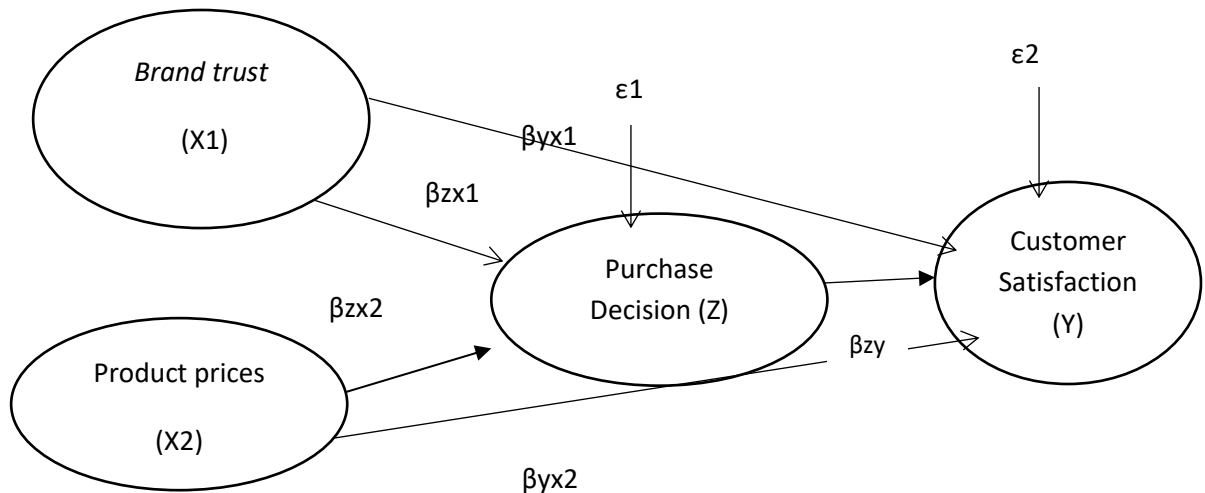 Brand trust
(X1)
ε1
ε2
βyx1
βzx1
Purchase
Decision (Z)
Customer
Satisfaction
(Y)
βzx2
Product prices
(X2)
βzy
βyx2